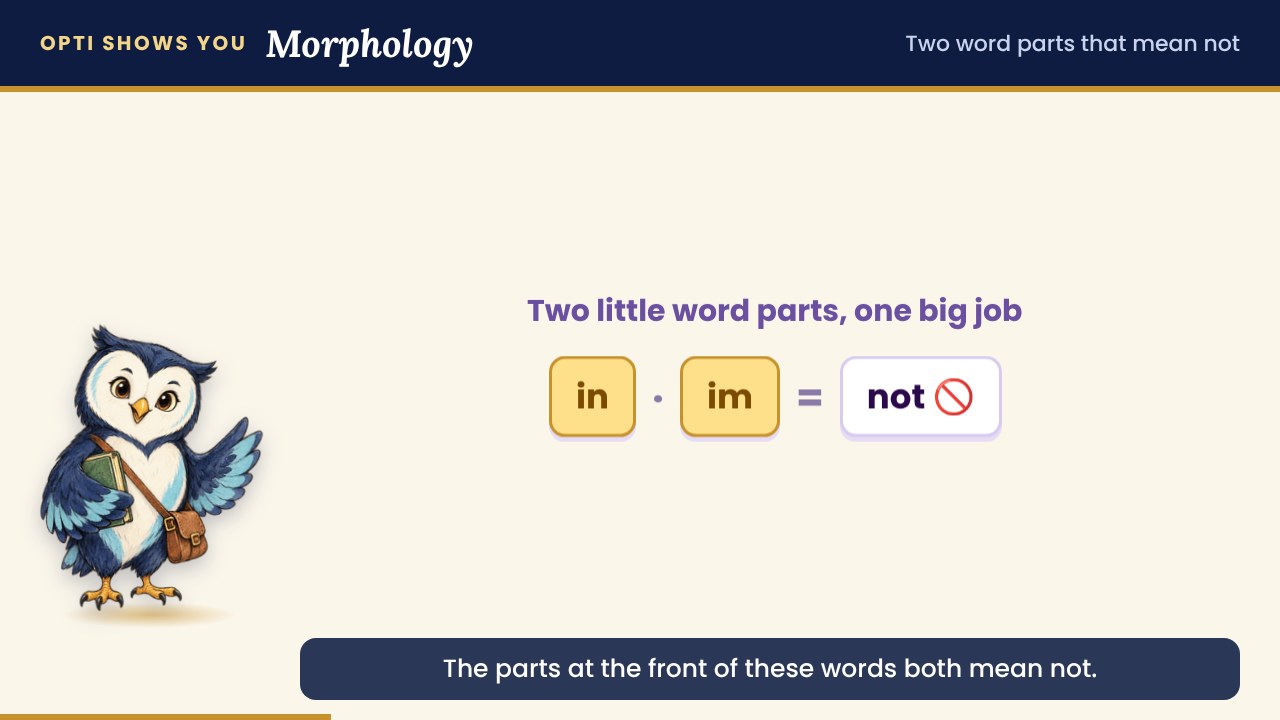 OPTI SHOWS YOU Morphology
Two word parts that mean not
Two little word parts, one big job
in · im = not 🚫
The parts at the front of these words both mean not.